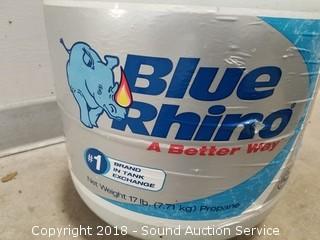 Blue
Rhino
A Better Way
#1
BRAND
IN TANK
EXCHANGE
Net Weight 17 lb. (7.71 kg) Propane
Copyright 2018 - Sound Auction Service